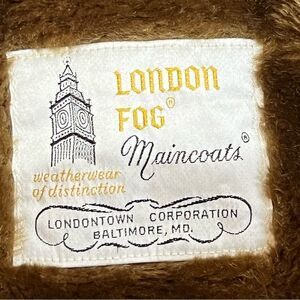 LONDON
FOG®
Maincoats®
weatherwear
of distinction
LONDONTOWN CORPORATION
BALTIMORE, MD.